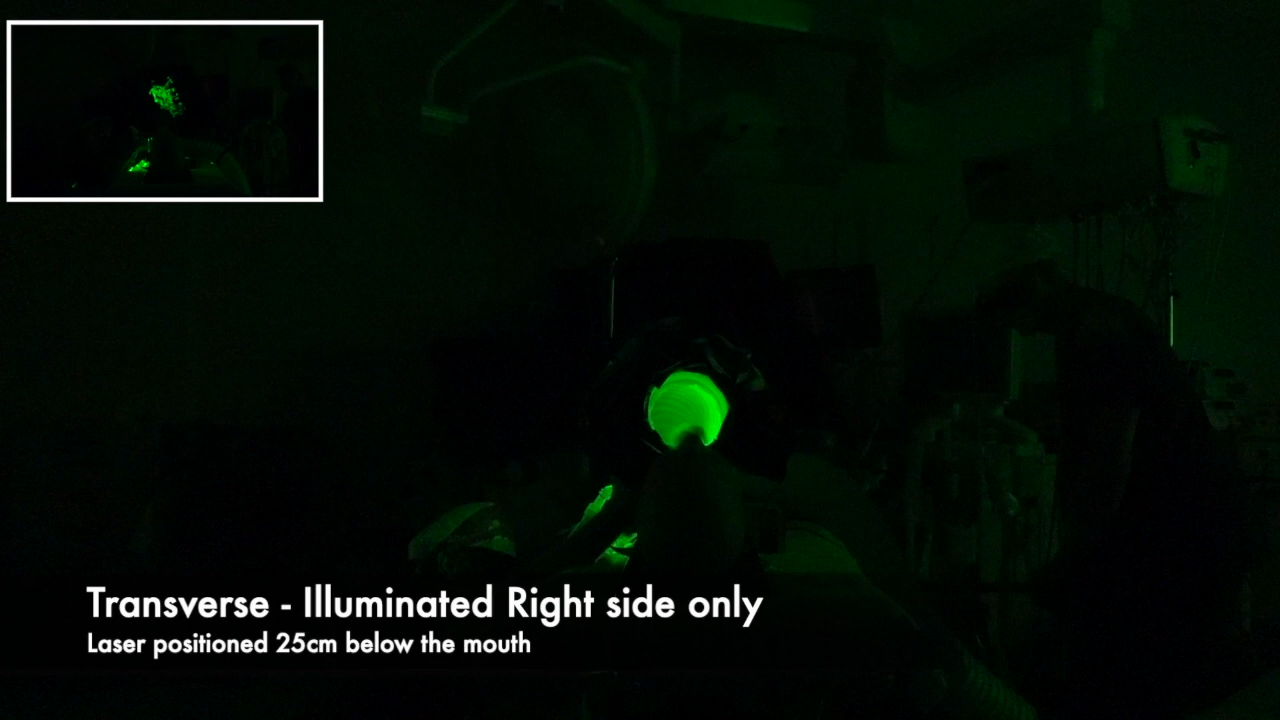 Transverse - Illuminated Right side only
Laser positioned 25cm below the mouth